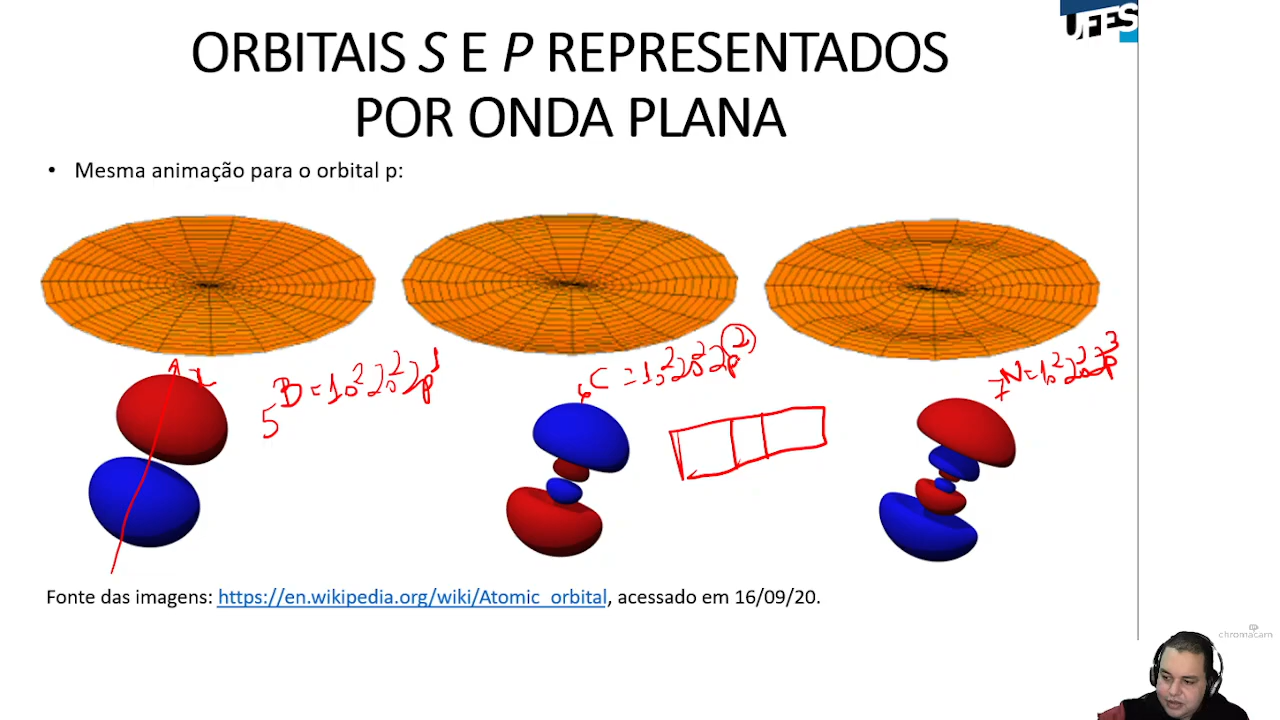 UFES
ORBITAIS S E P REPRESENTADOS
POR ONDA PLANA
• Mesma animação para o orbital p:
x
5B = 1s² 2s² 2p¹
6C = 1s² 2s² 2p²
7N = 1s² 2s² 2p³
Fonte das imagens: https://en.wikipedia.org/wiki/Atomic_orbital, acessado em 16/09/20.
chromacam